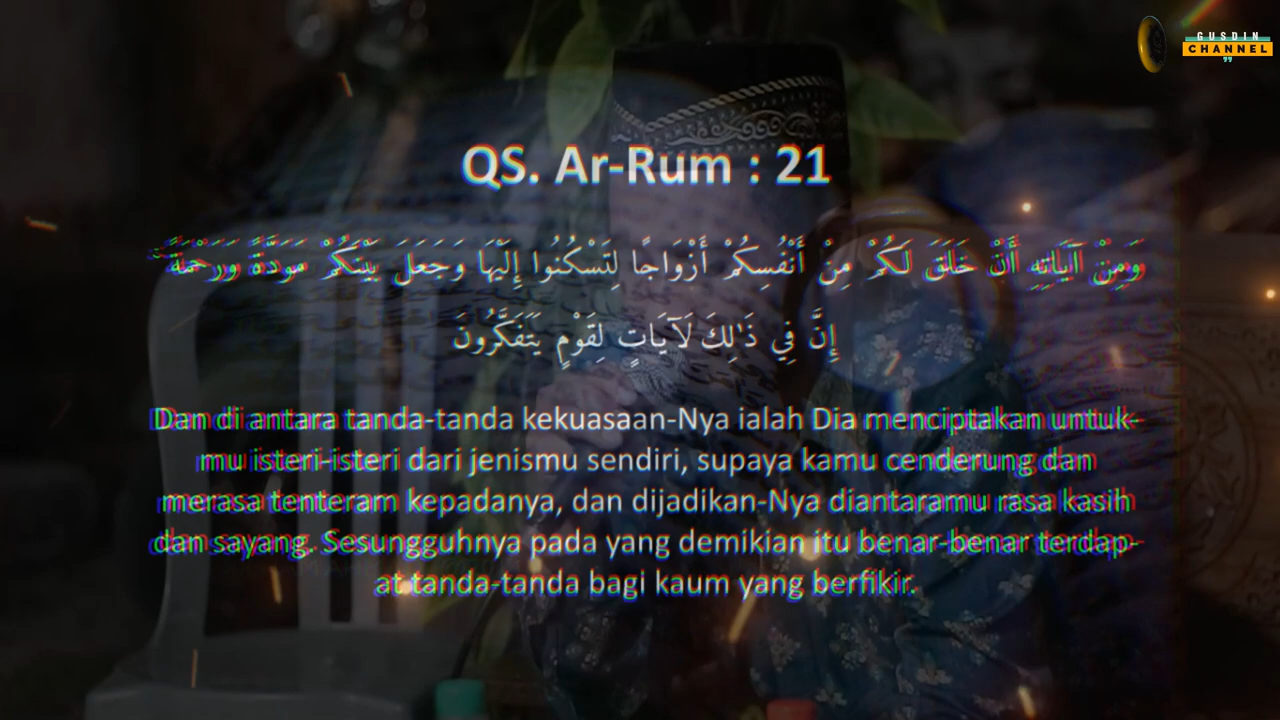 GUSDIN
CHANNEL
QS. Ar-Rum : 21
وَمِنْ آيَاتِهِ أَنْ خَلَقَ لَكُمْ مِنْ أَنْفُسِكُمْ أَزْوَاجًا لِتَسْكُنُوا إِلَيْهَا وَجَعَلَ بَيْنَكُمْ مَوَدَّةً وَرَحْمَةً ۚ
إِنَّ فِي ذَٰلِكَ لَآيَاتٍ لِقَوْمٍ يَتَفَكَّرُونَ
Dan di antara tanda-tanda kekuasaan-Nya ialah Dia menciptakan untuk-
mu isteri-isteri dari jenismu sendiri, supaya kamu cenderung dan
merasa tenteram kepadanya, dan dijadikan-Nya diantaramu rasa kasih
dan sayang. Sesungguhnya pada yang demikian itu benar-benar terdap-
at tanda-tanda bagi kaum yang berfikir.